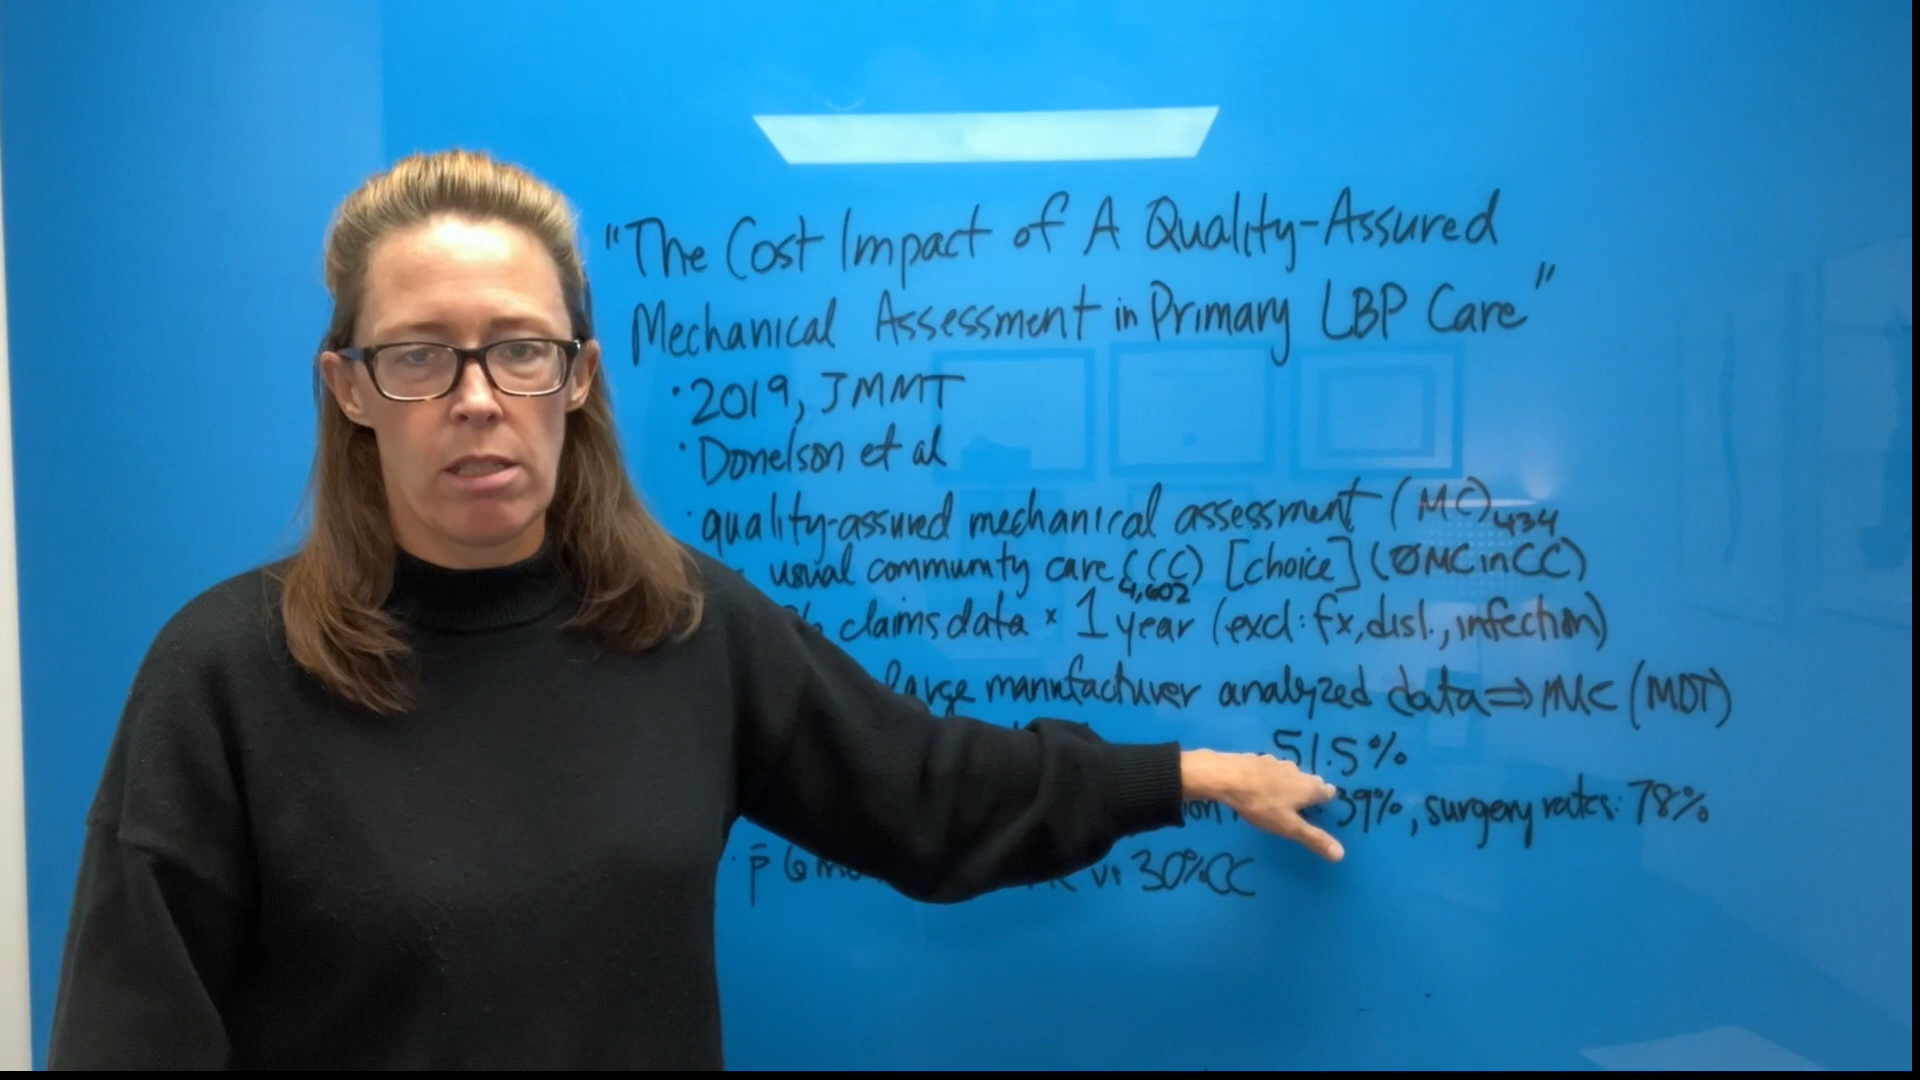 "The Cost Impact of A Quality-Assured
Mechanical Assessment in Primary LBP Care"
• 2019, JMMT
• Donelson et al
• quality-assured mechanical assessment (MC) 434
usual community care (CC) [choice] (ØMC in CC)
4,602
% claims data × 1 year (excl: fx, disl., infection)
large manufacturer analyzed data ⇒ MC (MDT)
51.5%
39%, surgery rates: 78%
• p̄ 6 mo 30% CC